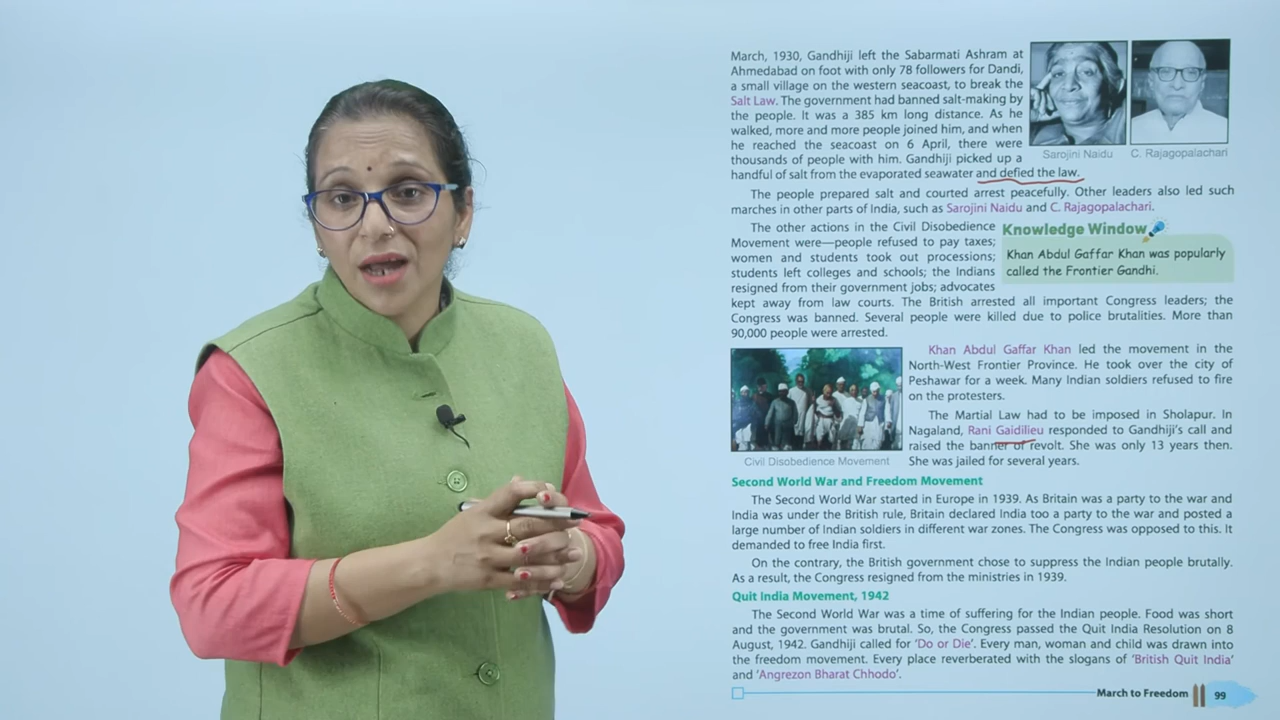 March, 1930, Gandhiji left the Sabarmati Ashram at
Ahmedabad on foot with only 78 followers for Dandi,
a small village on the western seacoast, to break the
Salt Law. The government had banned salt-making by
the people. It was a 385 km long distance. As he
walked, more and more people joined him, and when
he reached the seacoast on 6 April, there were
thousands of people with him. Gandhiji picked up a
handful of salt from the evaporated seawater and defied the law.
Sarojini Naidu
C. Rajagopalachari
The people prepared salt and courted arrest peacefully. Other leaders also led such
marches in other parts of India, such as Sarojini Naidu and C. Rajagopalachari.
The other actions in the Civil Disobedience
Movement were—people refused to pay taxes;
women and students took out processions;
students left colleges and schools; the Indians
resigned from their government jobs; advocates
kept away from law courts. The British arrested all important Congress leaders; the
Congress was banned. Several people were killed due to police brutalities. More than
90,000 people were arrested.
Knowledge Window
Khan Abdul Gaffar Khan was popularly
called the Frontier Gandhi.
Khan Abdul Gaffar Khan led the movement in the
North-West Frontier Province. He took over the city of
Peshawar for a week. Many Indian soldiers refused to fire
on the protesters.
The Martial Law had to be imposed in Sholapur. In
Nagaland, Rani Gaidilieu responded to Gandhiji's call and
raised the banner of revolt. She was only 13 years then.
She was jailed for several years.
Civil Disobedience Movement
Second World War and Freedom Movement
The Second World War started in Europe in 1939. As Britain was a party to the war and
India was under the British rule, Britain declared India too a party to the war and posted a
large number of Indian soldiers in different war zones. The Congress was opposed to this. It
demanded to free India first.
On the contrary, the British government chose to suppress the Indian people brutally.
As a result, the Congress resigned from the ministries in 1939.
Quit India Movement, 1942
The Second World War was a time of suffering for the Indian people. Food was short
and the government was brutal. So, the Congress passed the Quit India Resolution on 8
August, 1942. Gandhiji called for 'Do or Die'. Every man, woman and child was drawn into
the freedom movement. Every place reverberated with the slogans of 'British Quit India'
and 'Angrezon Bharat Chhodo'.
March to Freedom 99